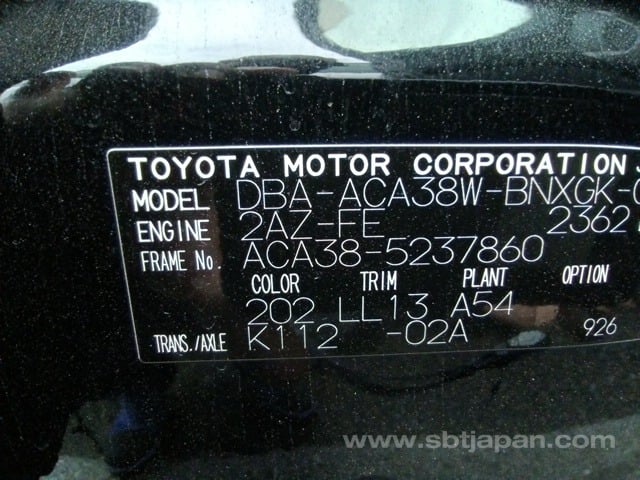 TOYOTA MOTOR CORPORATION
MODEL DBA-ACA38W-BNXGK-
ENGINE 2AZ-FE 2362
FRAME No. ACA38-5237860
COLOR TRIM PLANT OPTION
202 LL13 A54
TRANS./AXLE K112 -02A 926
www.sbtjapan.com